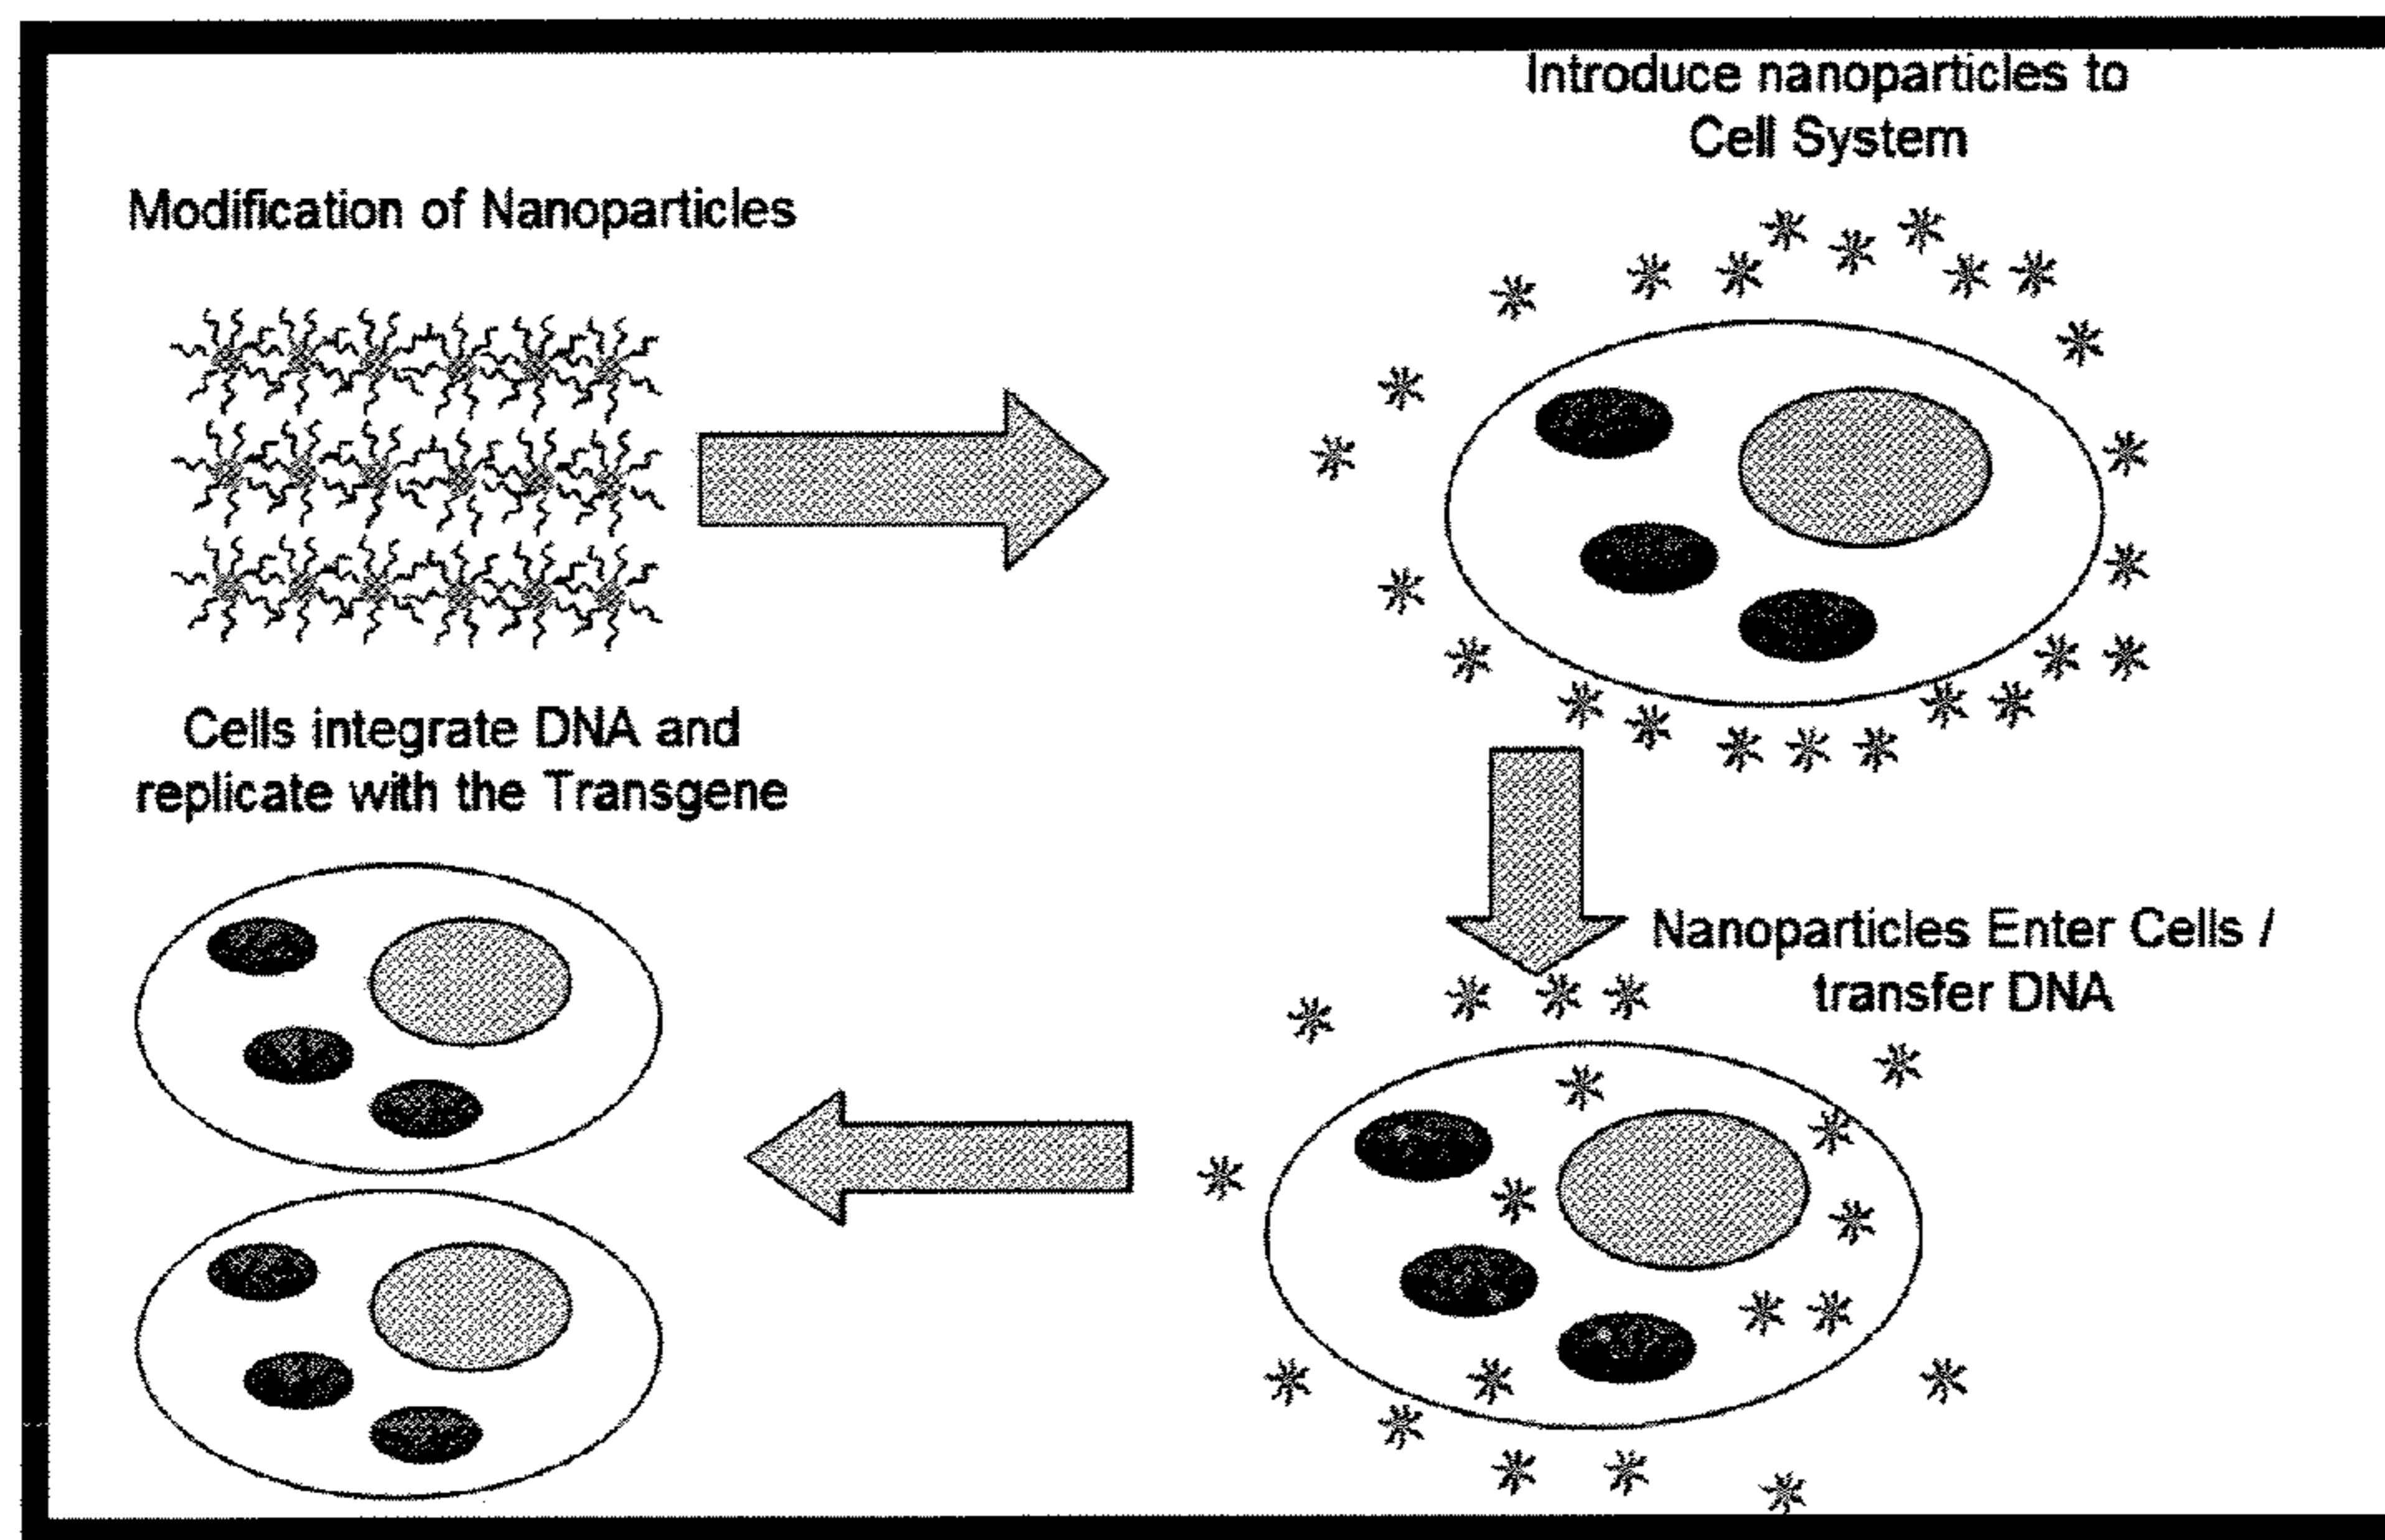 Introduce nanoparticles to
Cell System
Modification of Nanoparticles
Cells integrate DNA and
replicate with the Transgene
Nanoparticles Enter Cells /
transfer DNA